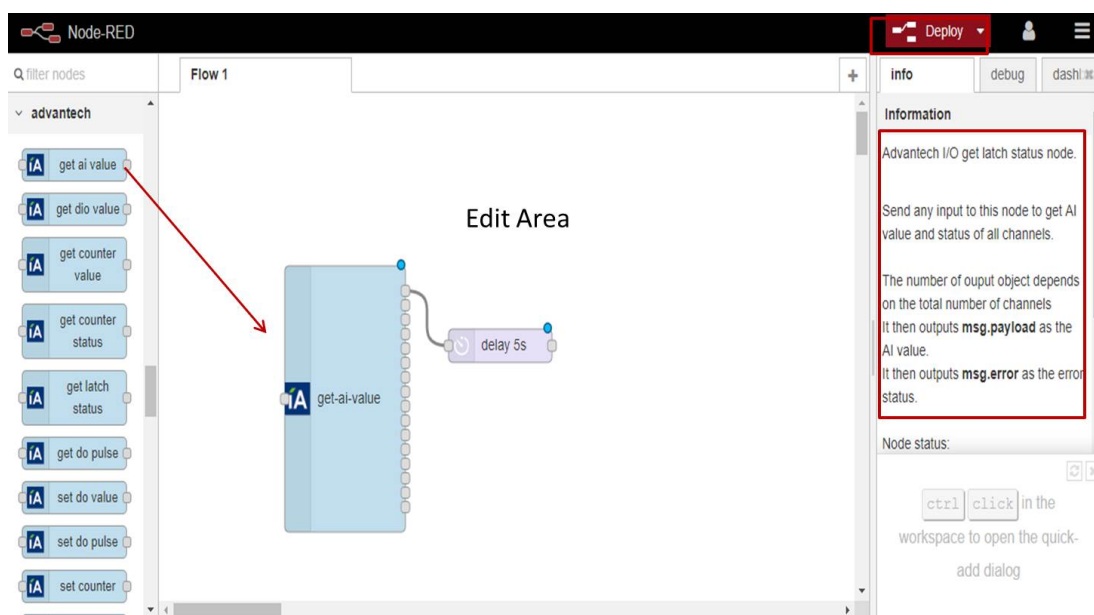 Node-RED
Deploy
filter nodes
Flow 1
+
info
debug
dash
advantech
Information
get ai value
get dio value
get counter
value
get counter
status
get latch
status
get do pulse
set do value
set do pulse
set counter
Edit Area
get-ai-value
delay 5s
Advantech I/O get latch status node.
Send any input to this node to get AI
value and status of all channels.
The number of ouput object depends
on the total number of channels
It then outputs msg.payload as the
AI value.
It then outputs msg.error as the error
status.
Node status:
ctrl click in the
workspace to open the quick-
add dialog